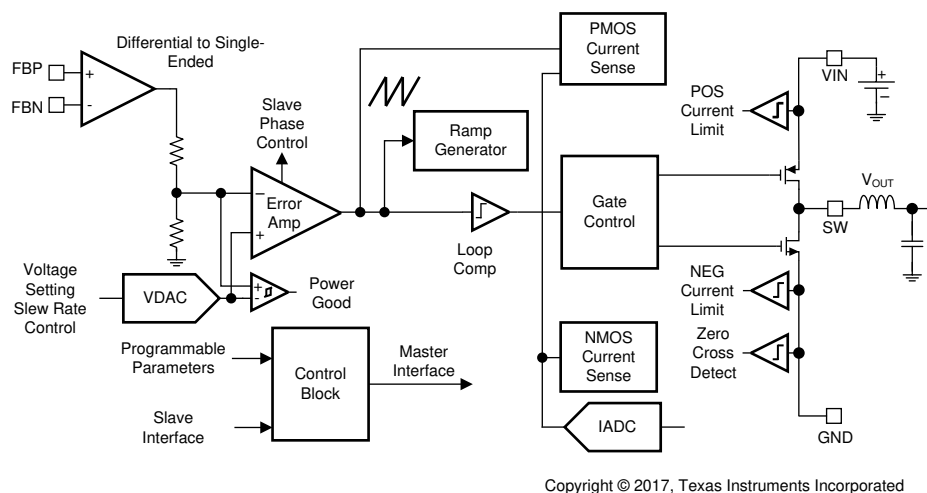 Differential to Single-
Ended
FBP
FBN
+
-
Slave
Phase
Control
Ramp
Generator
PMOS
Current
Sense
VIN
+
−
POS
Current
Limit
−
Error
Amp
+
Loop
Comp
Gate
Control
VOUT
SW
Voltage
Setting
Slew Rate
Control
VDAC
+
-
Power
Good
NEG
Current
Limit
Zero
Cross
Detect
Programmable
Parameters
Control
Block
Master
Interface
Slave
Interface
NMOS
Current
Sense
IADC
GND
Copyright © 2017, Texas Instruments Incorporated